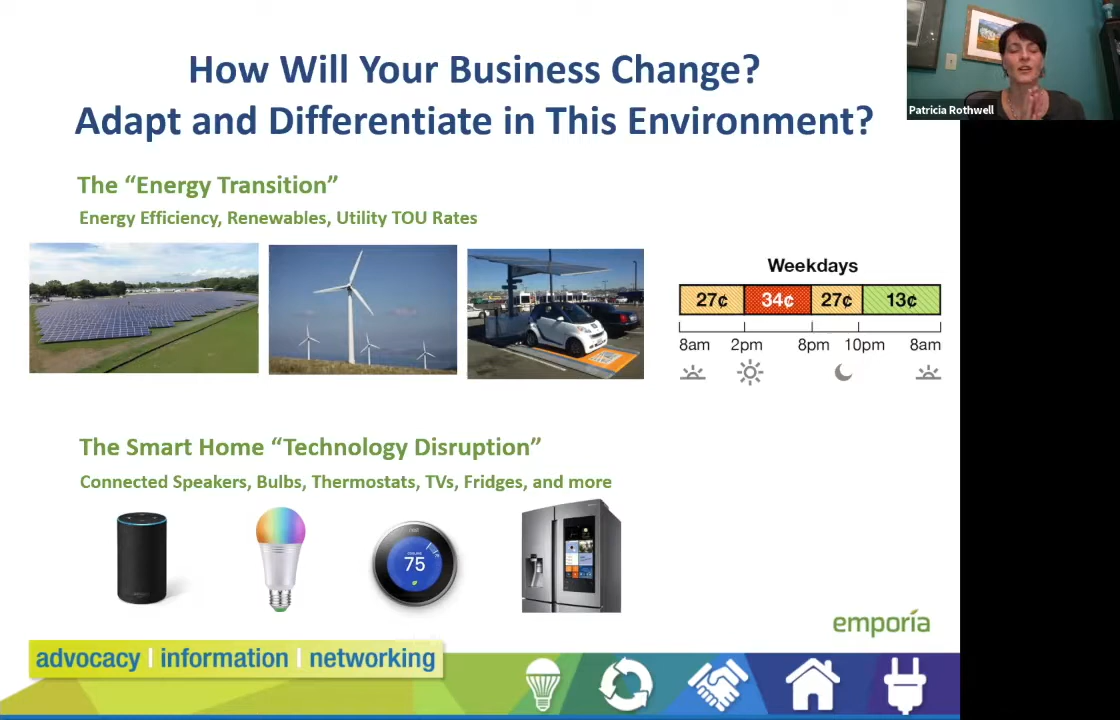 How Will Your Business Change?
Adapt and Differentiate in This Environment?
Patricia Rothwell
The “Energy Transition”
Energy Efficiency, Renewables, Utility TOU Rates
Weekdays
27¢ 34¢ 27¢ 13¢
8am 2pm 8pm 10pm 8am
The Smart Home “Technology Disruption”
Connected Speakers, Bulbs, Thermostats, TVs, Fridges, and more
nest
COOLING
75
emporia
advocacy | information | networking